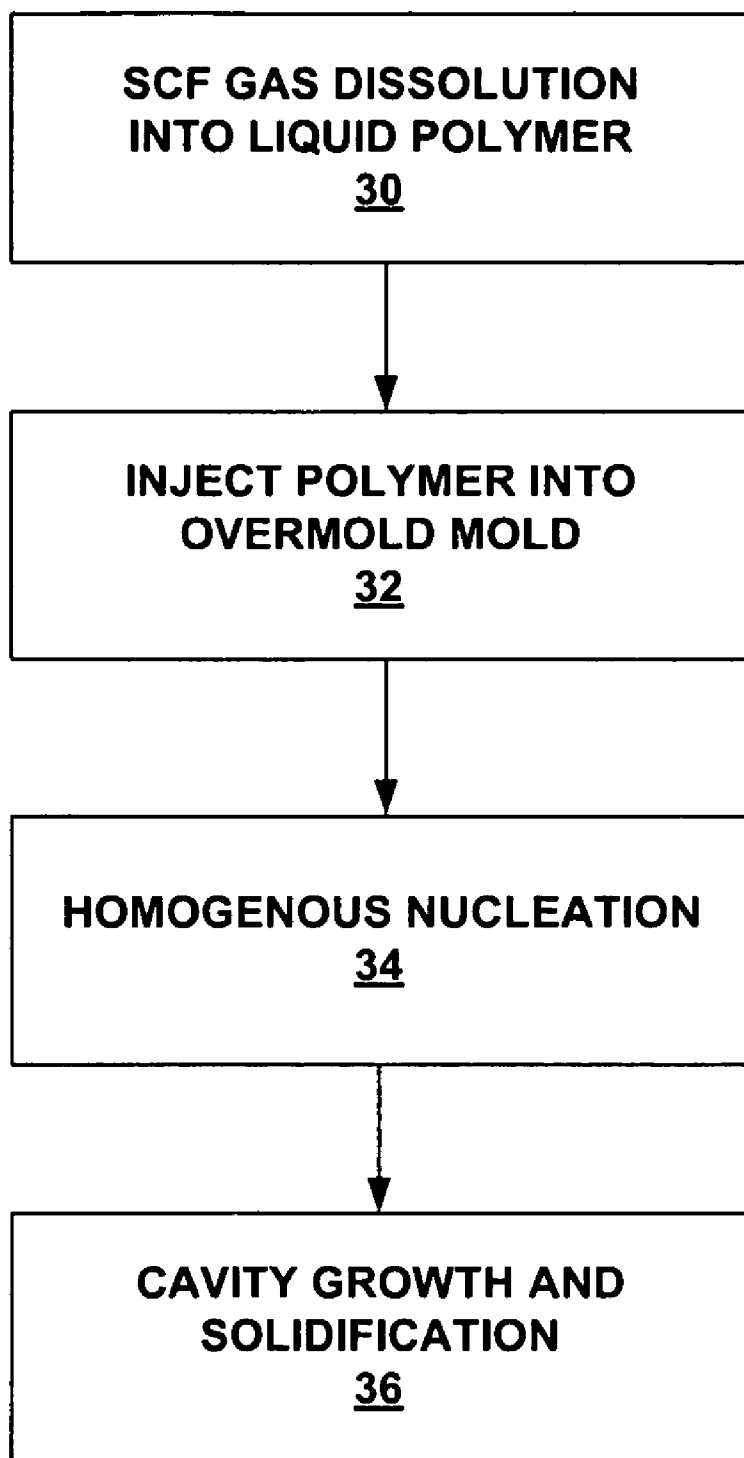 SCF GAS DISSOLUTION
INTO LIQUID POLYMER
30
INJECT POLYMER INTO
OVERMOLD MOLD
32
HOMOGENOUS NUCLEATION
34
CAVITY GROWTH AND
SOLIDIFICATION
36